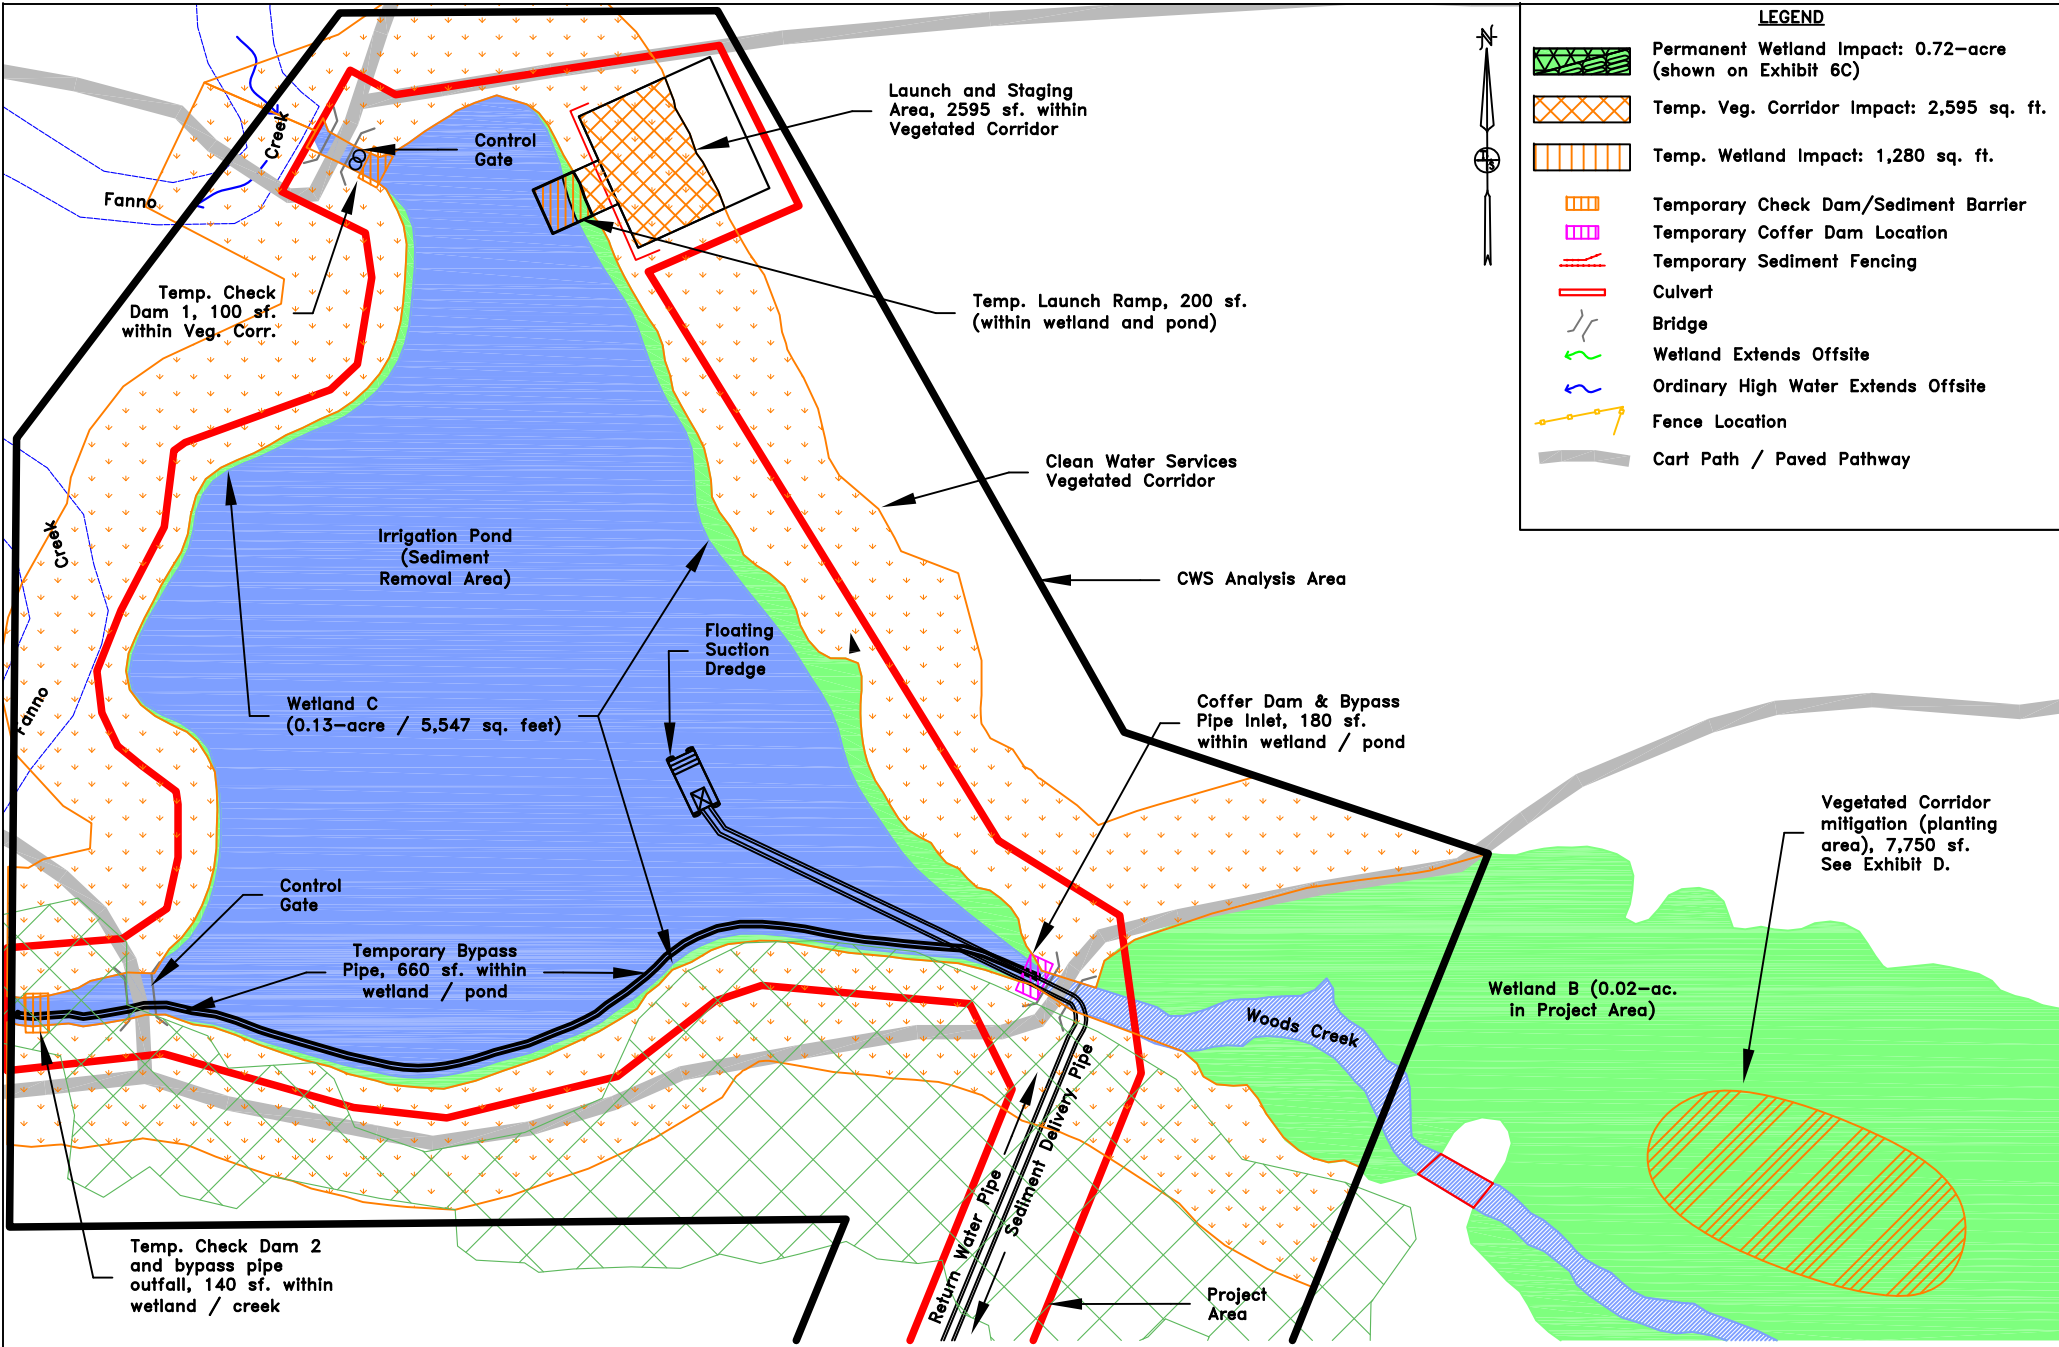 LEGEND
Permanent Wetland Impact: 0.72-acre
(shown on Exhibit 6C)
Temp. Veg. Corridor Impact: 2,595 sq. ft.
Temp. Wetland Impact: 1,280 sq. ft.
Temporary Check Dam/Sediment Barrier
Temporary Coffer Dam Location
Temporary Sediment Fencing
Culvert
Bridge
Wetland Extends Offsite
Ordinary High Water Extends Offsite
Fence Location
Cart Path / Paved Pathway
N
Launch and Staging
Area, 2595 sf. within
Vegetated Corridor
Control
Gate
Creek
Fanno
Temp. Check
Dam 1, 100 sf.
within Veg. Corr.
Temp. Launch Ramp, 200 sf.
(within wetland and pond)
Clean Water Services
Vegetated Corridor
Irrigation Pond
(Sediment
Removal Area)
Creek
Fanno
CWS Analysis Area
Floating
Suction
Dredge
Wetland C
(0.13-acre / 5,547 sq. feet)
Coffer Dam & Bypass
Pipe Inlet, 180 sf.
within wetland / pond
Vegetated Corridor
mitigation (planting
area), 7,750 sf.
See Exhibit D.
Control
Gate
Temporary Bypass
Pipe, 660 sf. within
wetland / pond
Wetland B (0.02-ac.
in Project Area)
Woods Creek
Return Water Pipe
Sediment Delivery Pipe
Temp. Check Dam 2
and bypass pipe
outfall, 140 sf. within
wetland / creek
Project
Area